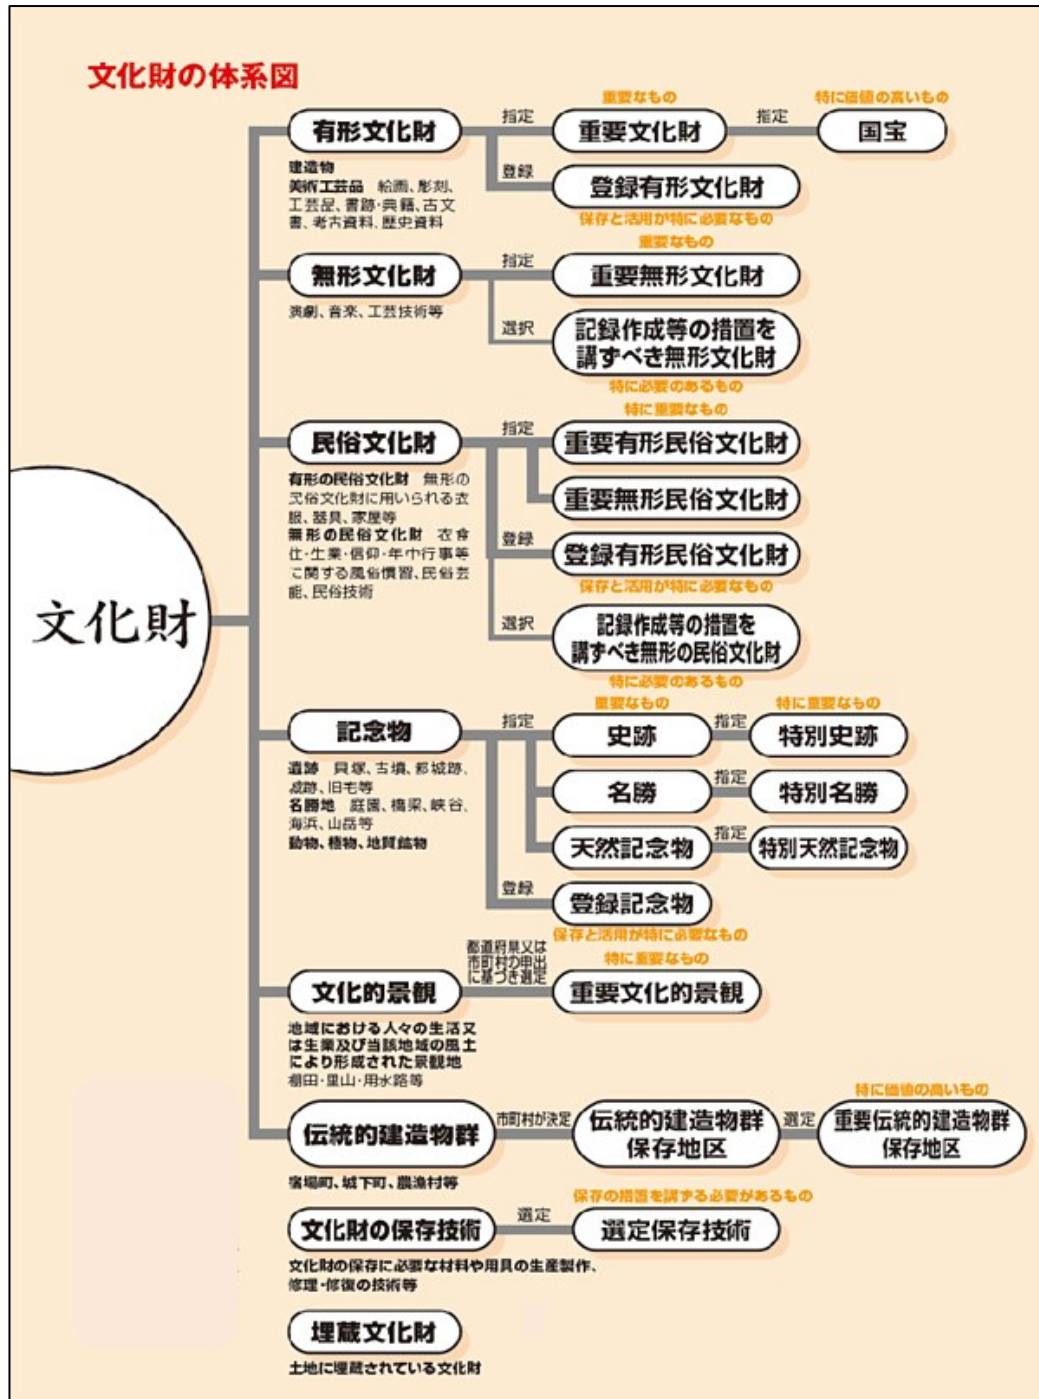 文化財の体系図
文化財
有形文化財
建造物
美術工芸品 絵画、彫刻、
工芸品、書跡・典籍、古文
書、考古資料、歴史資料
指定
重要なもの
重要文化財
指定
特に価値の高いもの
国宝
登録
登録有形文化財
保存と活用が特に必要なもの
無形文化財
演劇、音楽、工芸技術等
指定
重要なもの
重要無形文化財
選択
記録作成等の措置を
講ずべき無形文化財
特に必要のあるもの
民俗文化財
有形の民俗文化財 無形の
民俗文化財に用いられる衣
服、器具、家屋等
無形の民俗文化財 衣食
住・生業・信仰・年中行事等
に関する風俗慣習、民俗芸
能、民俗技術
指定
特に重要なもの
重要有形民俗文化財
重要無形民俗文化財
登録
登録有形民俗文化財
保存と活用が特に必要なもの
選択
記録作成等の措置を
講ずべき無形の民俗文化財
特に必要のあるもの
記念物
遺跡 貝塚、古墳、都城跡、
城跡、旧宅等
名勝地 庭園、橋梁、峡谷、
海浜、山岳等
動物、植物、地質鉱物
指定
重要なもの
史跡
指定
特に重要なもの
特別史跡
名勝
指定
特別名勝
天然記念物
指定
特別天然記念物
登録
登録記念物
保存と活用が特に必要なもの
文化的景観
地域における人々の生活又
は生業及び当該地域の風土
により形成された景観地
棚田・里山・用水路等
都道府県又は
市町村の申出
に基づき選定
特に重要なもの
重要文化的景観
伝統的建造物群
宿場町、城下町、農漁村等
市町村が決定
伝統的建造物群
保存地区
選定
特に価値の高いもの
重要伝統的建造物群
保存地区
文化財の保存技術
文化財の保存に必要な材料や用具の生産製作、
修理・修復の技術等
選定
保存の措置を講ずる必要があるもの
選定保存技術
埋蔵文化財
土地に埋蔵されている文化財